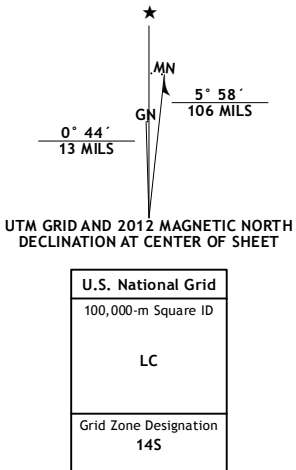 ★
MN
GN
5° 58´
106 MILS
0° 44´
13 MILS
UTM GRID AND 2012 MAGNETIC NORTH
DECLINATION AT CENTER OF SHEET
U.S. National Grid
100,000-m Square ID
LC
Grid Zone Designation
14S